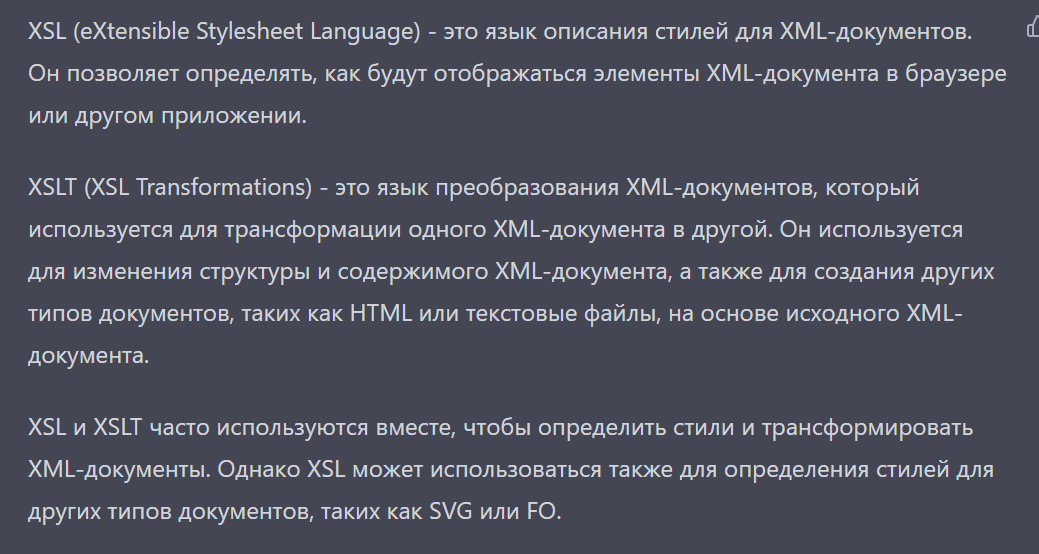 XSL (eXtensible Stylesheet Language) - это язык описания стилей для XML-документов.
Он позволяет определять, как будут отображаться элементы XML-документа в браузере
или другом приложении.
XSLT (XSL Transformations) - это язык преобразования XML-документов, который
используется для трансформации одного XML-документа в другой. Он используется
для изменения структуры и содержимого XML-документа, а также для создания других
типов документов, таких как HTML или текстовые файлы, на основе исходного XML-
документа.
XSL и XSLT часто используются вместе, чтобы определить стили и трансформировать
XML-документы. Однако XSL может использоваться также для определения стилей для
других типов документов, таких как SVG или FO.